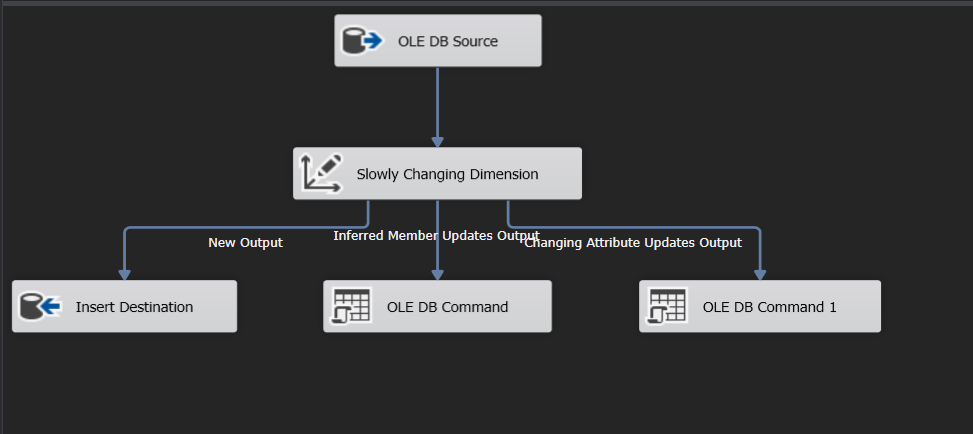 OLE DB Source
Slowly Changing Dimension
New Output
Inferred Member Updates Output
Changing Attribute Updates Output
Insert Destination
OLE DB Command
OLE DB Command 1